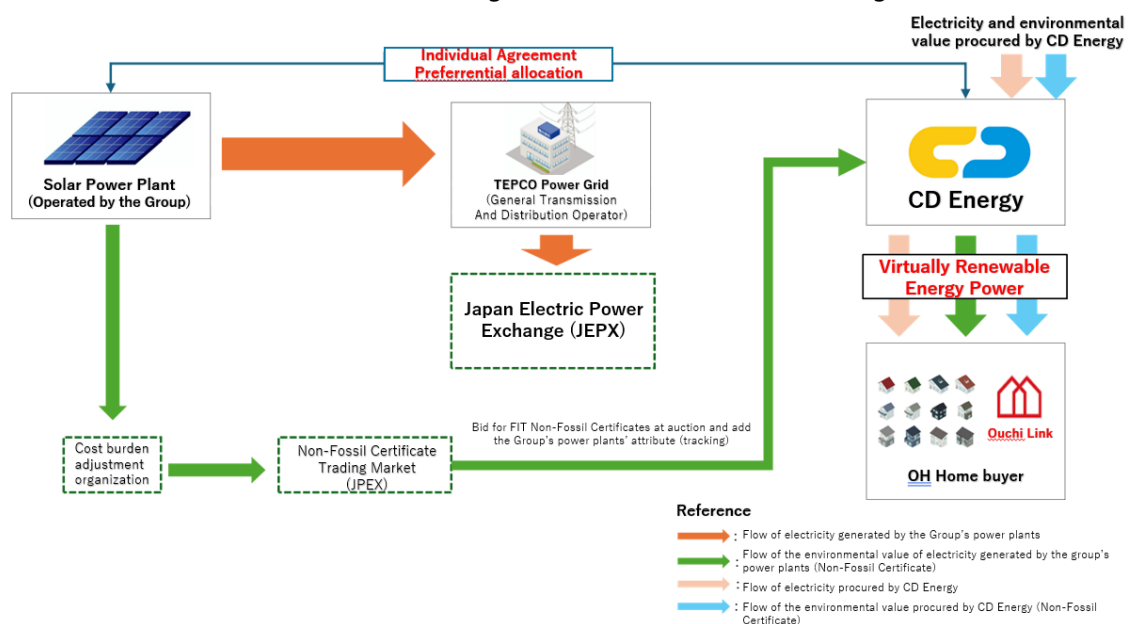 Electricity and environmental
value procured by CD Energy
Individual Agreement
Preferrential allocation
Solar Power Plant
(Operated by the Group)
TEPCO Power Grid
(General Transmission
And Distribution Operator)
CD Energy
Japan Electric Power
Exchange (JEPX)
Virtually Renewable
Energy Power
Cost burden
adjustment
organization
Non-Fossil Certificate
Trading Market
(JPEX)
Bid for FIT Non-Fossil Certificates at auction and add
the Group's power plants' attribute (tracking)
Ouchi Link
OH Home buyer
Reference
: Flow of electricity generated by the Group's power plants
: Flow of the environmental value of electricity generated by the group's
power plants (Non-Fossil Certificate)
: Flow of electricity procured by CD Energy
: Flow of the environmental value procured by CD Energy (Non-Fossil
Certificate)